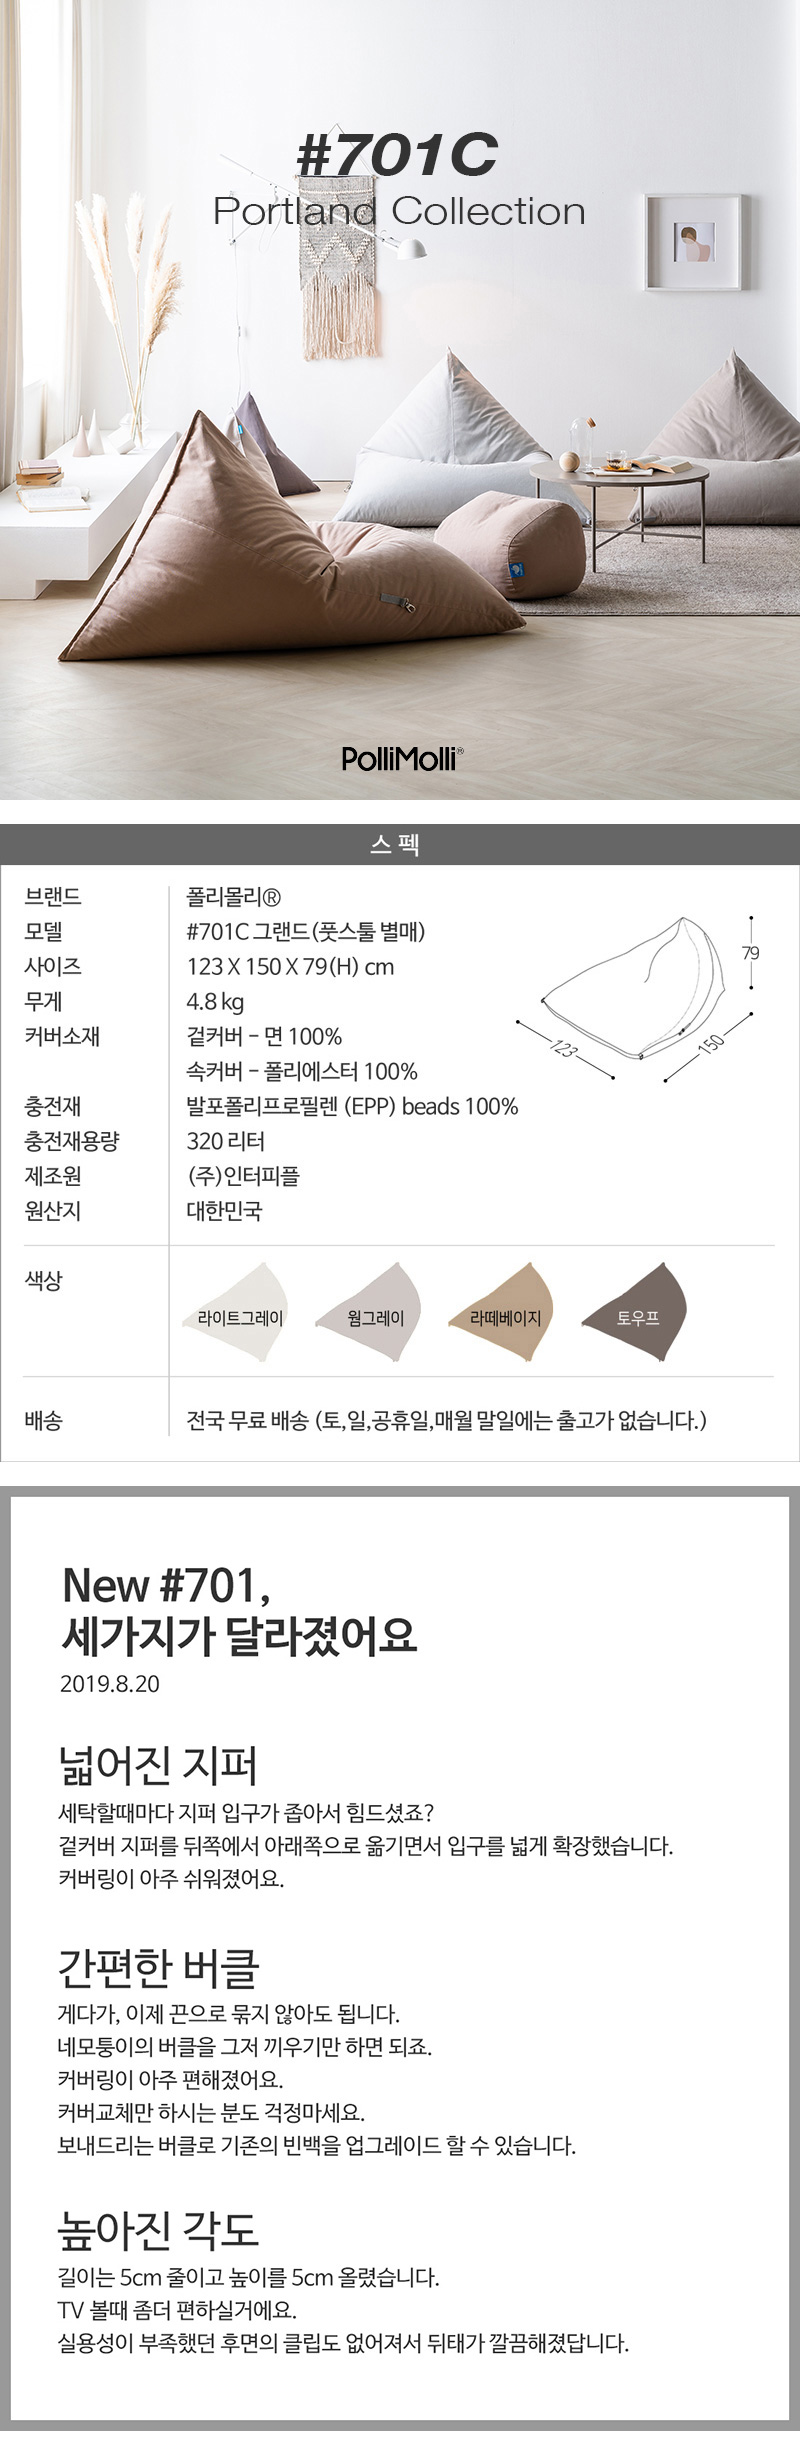 #701C
Portland Collection
PolliMolli®
스펙
브랜드 폴리몰리®
모델 #701C 그랜드(풋스툴 별매)
사이즈 123 X 150 X 79(H) cm
무게 4.8 kg
커버소재 겉커버 - 면 100%
속커버 - 폴리에스터 100%
충전재 발포폴리프로필렌 (EPP) beads 100%
충전재용량 320 리터
제조원 (주)인터피플
원산지 대한민국
79
123
150
색상
라이트그레이 웜그레이 라떼베이지 토우프
배송 전국 무료 배송 (토,일,공휴일,매월 말일에는 출고가 없습니다.)
New #701,
세가지가 달라졌어요
2019.8.20
넓어진 지퍼
세탁할때마다 지퍼 입구가 좁아서 힘드셨죠?
겉커버 지퍼를 뒤쪽에서 아래쪽으로 옮기면서 입구를 넓게 확장했습니다.
커버링이 아주 쉬워졌어요.
간편한 버클
게다가, 이제 끈으로 묶지 않아도 됩니다.
네모퉁이의 버클을 그저 끼우기만 하면 되죠.
커버링이 아주 편해졌어요.
커버교체만 하시는 분도 걱정마세요.
보내드리는 버클로 기존의 빈백을 업그레이드 할 수 있습니다.
높아진 각도
길이는 5cm 줄이고 높이를 5cm 올렸습니다.
TV 볼때 좀더 편하실거에요.
실용성이 부족했던 후면의 클립도 없어져서 뒤태가 깔끔해졌답니다.